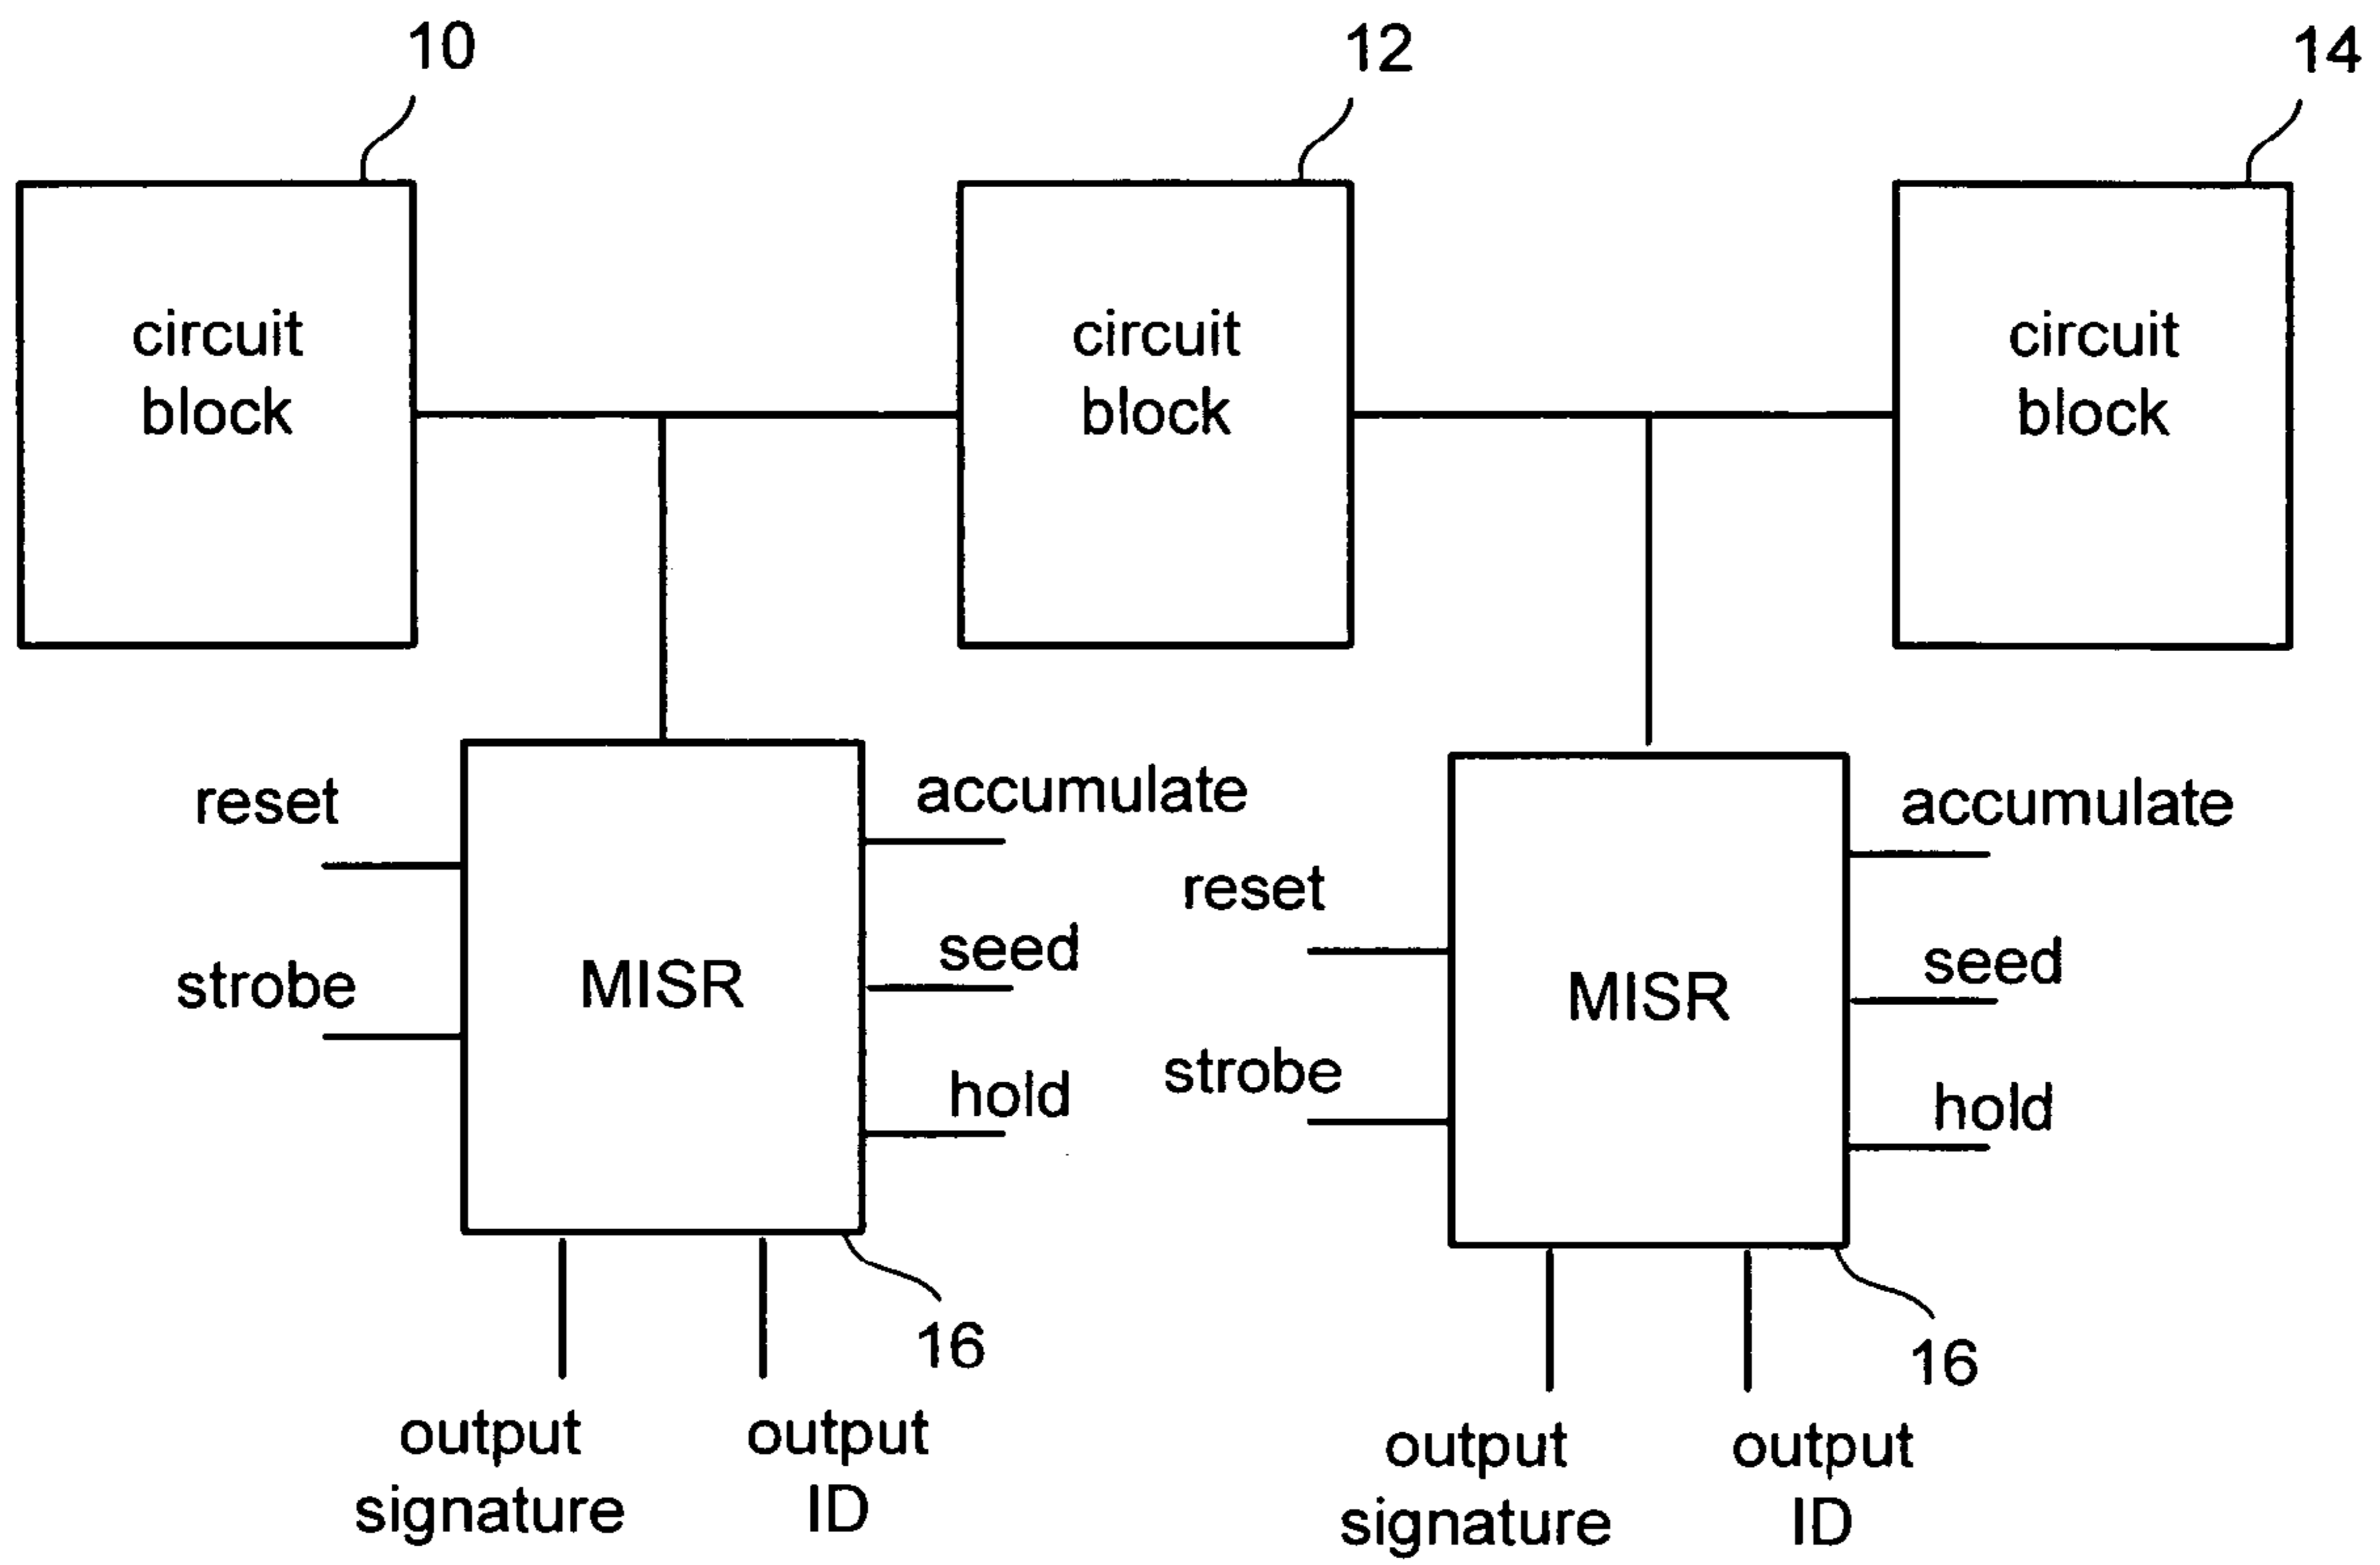 10
12
14
circuit
block
circuit
block
circuit
block
reset
accumulate
strobe
MISR
seed
hold
16
output
signature
output
ID
accumulate
reset
seed
MISR
strobe
hold
16
output
signature
output
ID